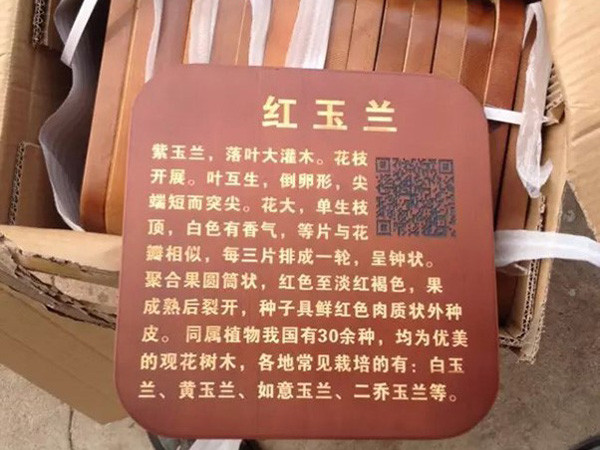 红玉兰
紫玉兰，落叶大灌木。花枝
开展。叶互生，倒卵形，尖
端短而突尖。花大，单生枝
顶，白色有香气，等片与花
瓣相似，每三片排成一轮，呈钟状。
聚合果圆筒状，红色至淡红褐色，果
成熟后裂开，种子具鲜红色肉质状外种
皮。同属植物我国有30余种，均为优美
的观花树木，各地常见栽培的有：白玉
兰、黄玉兰、如意玉兰、二乔玉兰等。